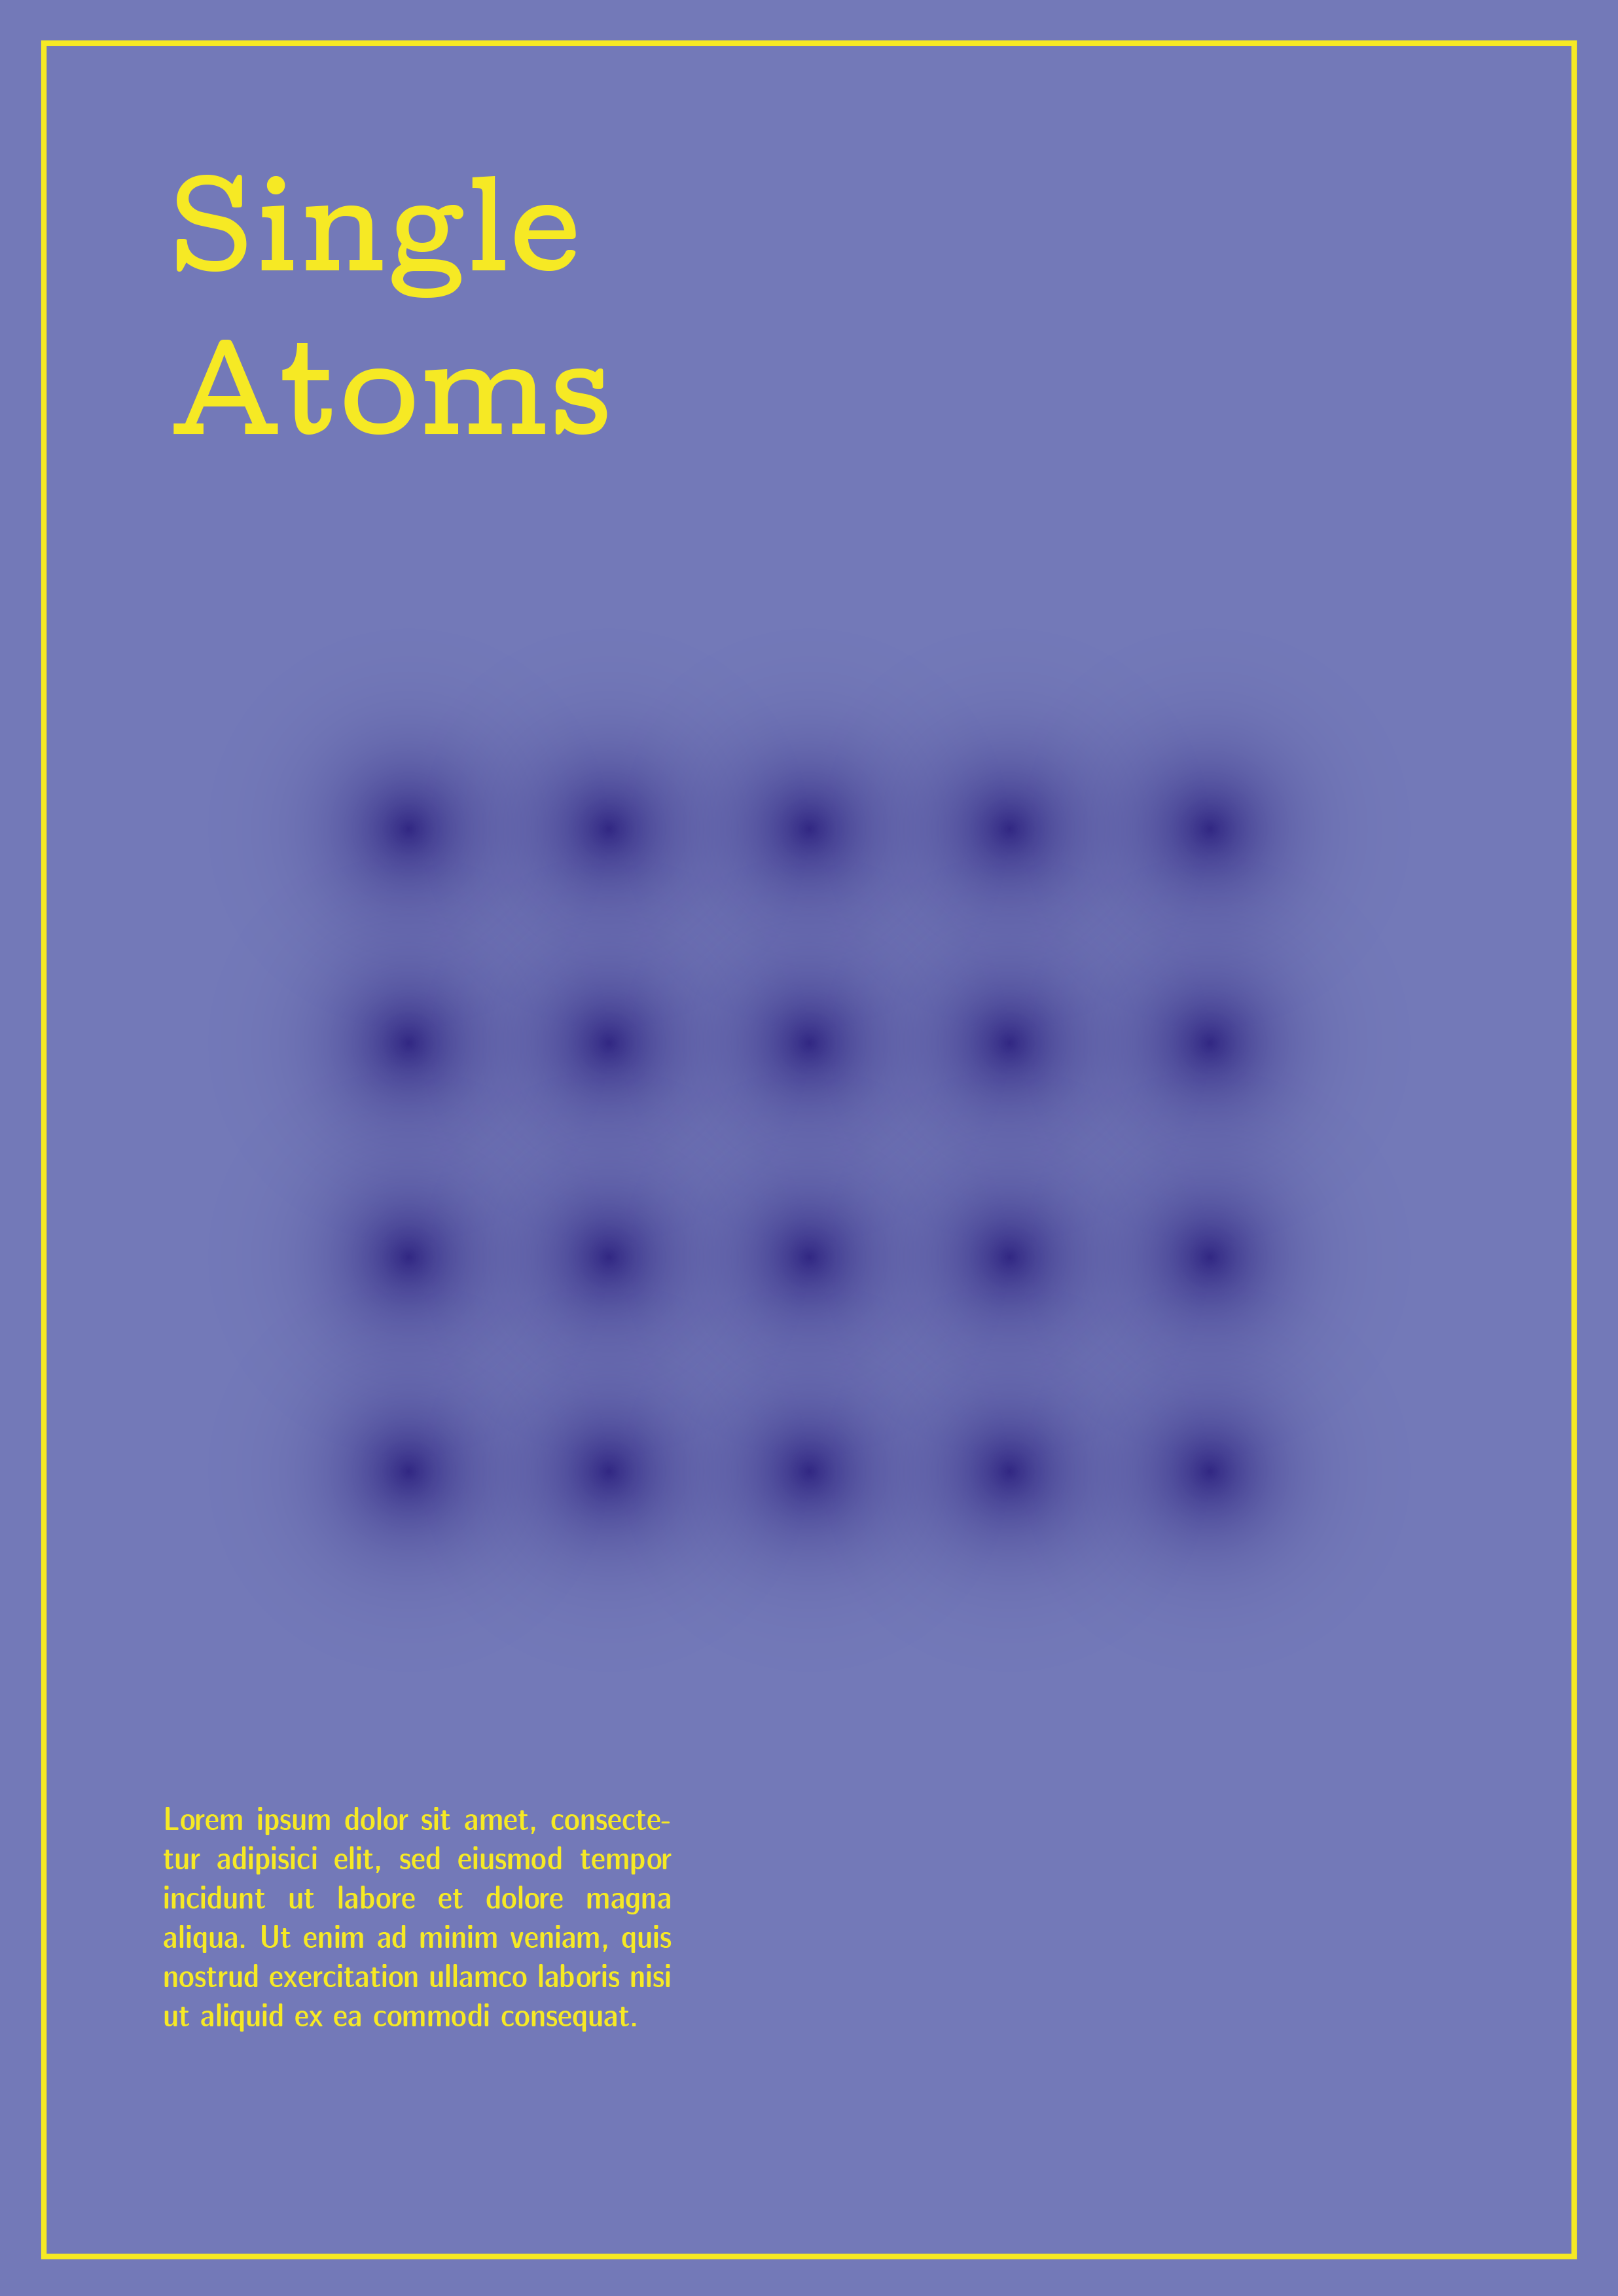 Single
Atoms
Lorem ipsum dolor sit amet, consecte-
tur adipisici elit, sed eiusmod tempor
incidunt ut labore et dolore magna
aliqua. Ut enim ad minim veniam, quis
nostrud exercitation ullamco laboris nisi
ut aliquid ex ea commodi consequat.